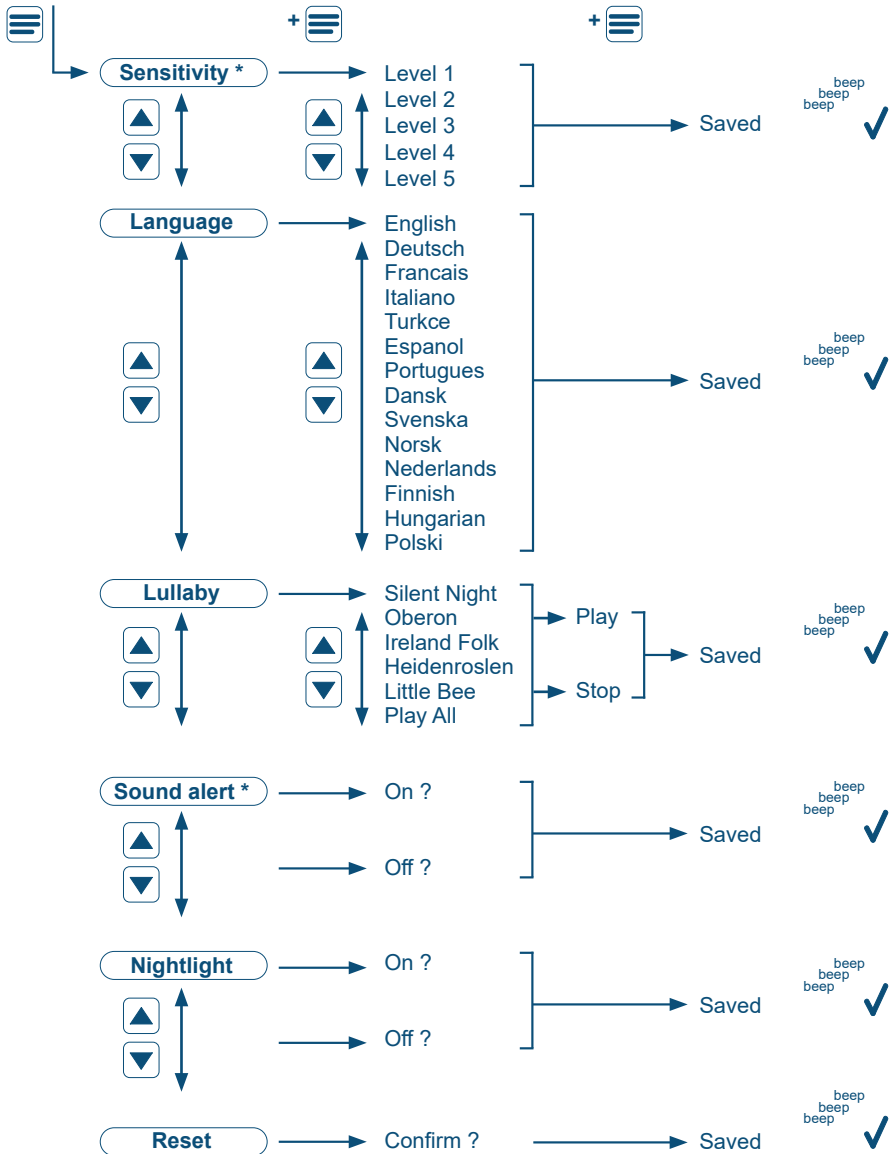 +
+
Sensitivity *
Level 1
Level 2
Level 3
Level 4
Level 5
Saved
beep
beep
beep
Language
English
Deutsch
Francais
Italiano
Turkce
Espanol
Portugues
Dansk
Svenska
Norsk
Nederlands
Finnish
Hungarian
Polski
Saved
beep
beep
beep
Lullaby
Silent Night
Oberon
Ireland Folk
Heidenroslen
Little Bee
Play All
Play
Stop
Saved
beep
beep
beep
Sound alert *
On ?
Off ?
Saved
beep
beep
beep
Nightlight
On ?
Off ?
Saved
beep
beep
beep
Reset
Confirm ?
Saved
beep
beep
beep